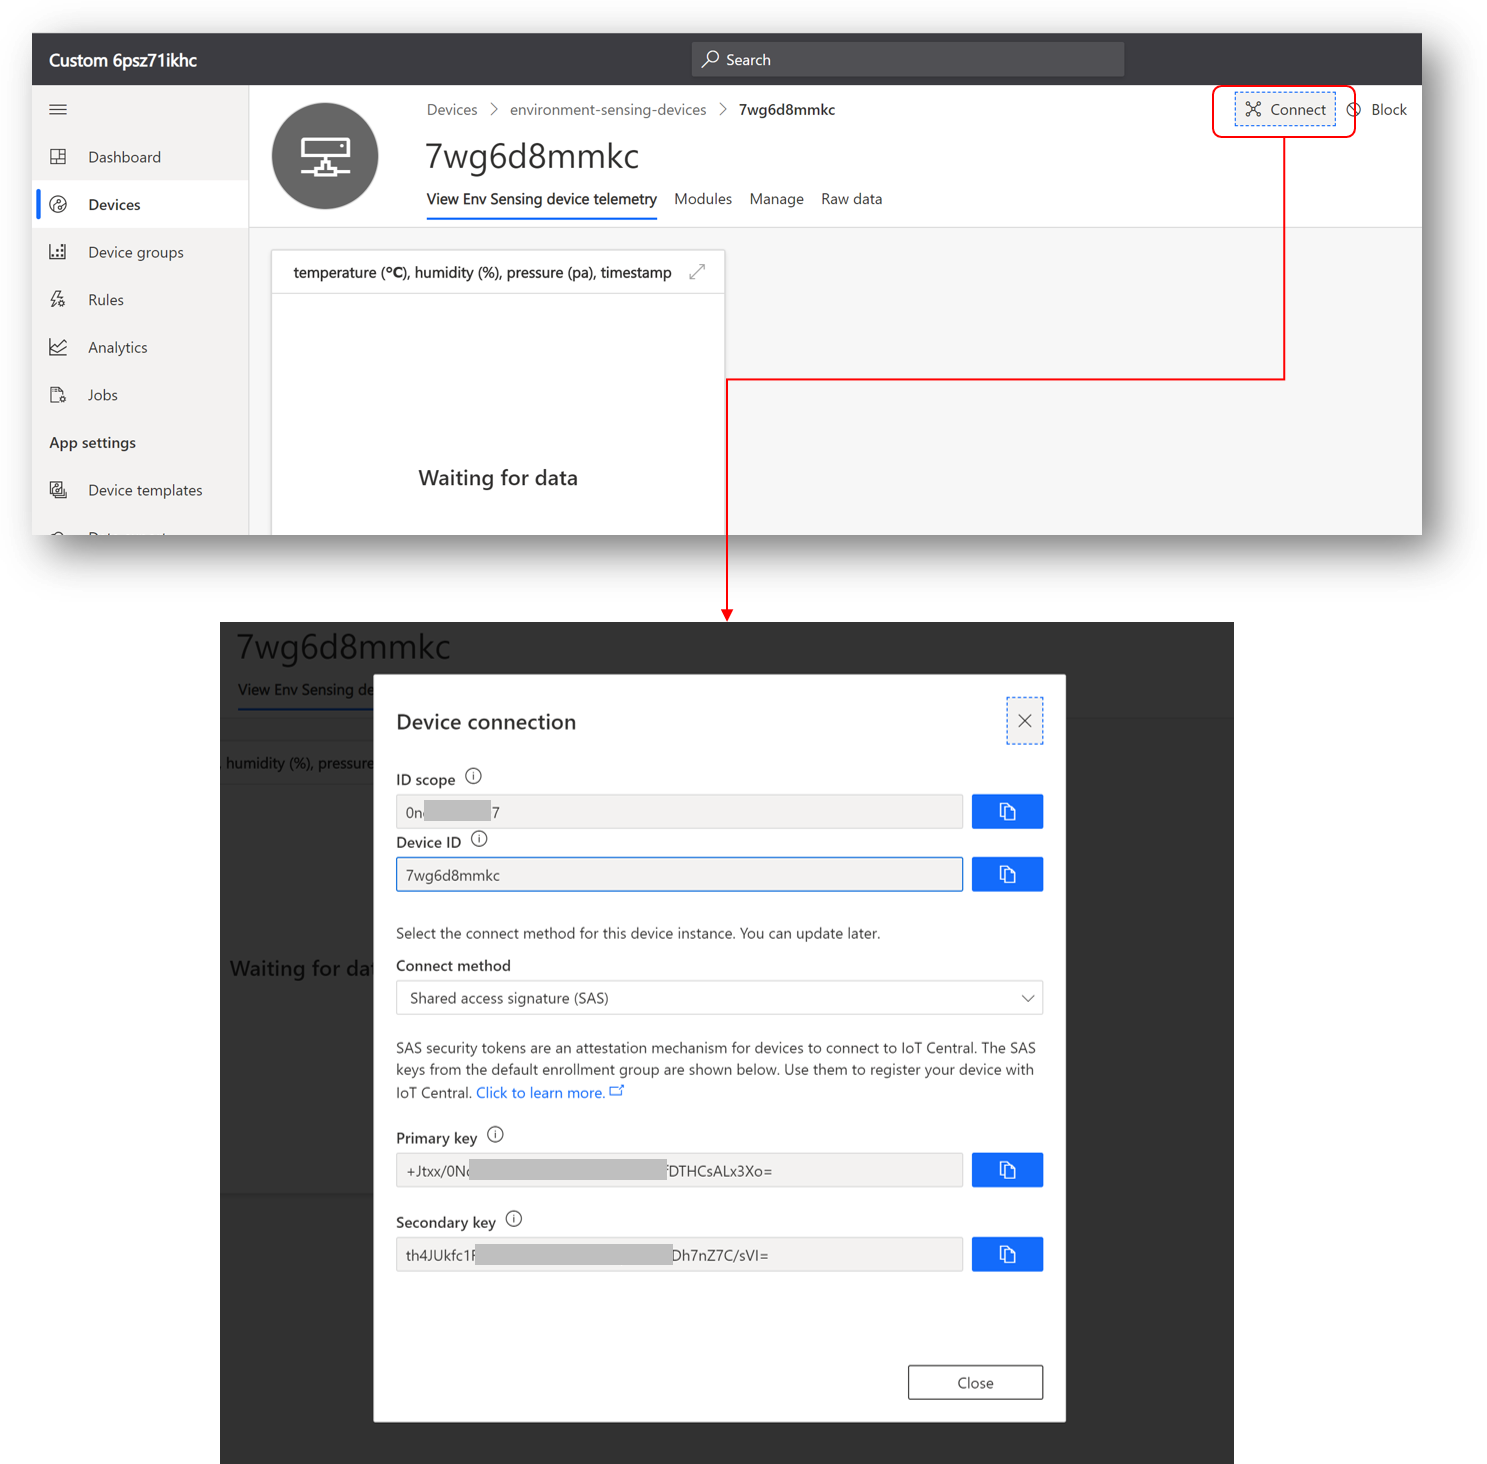 Custom 6psz71ikhc
Search
Devices > environment-sensing-devices > 7wg6d8mmkc
Connect
Block
7wg6d8mmkc
View Env Sensing device telemetry
Modules
Manage
Raw data
Dashboard
Devices
Device groups
Rules
Analytics
Jobs
App settings
Device templates
temperature (°C), humidity (%), pressure (pa), timestamp
Waiting for data
7wg6d8mmkc
View Env Sensing de
, humidity (%), pressure
Waiting for dat
Device connection
ID scope
0n 7
Device ID
7wg6d8mmkc
Select the connect method for this device instance. You can update later.
Connect method
Shared access signature (SAS)
SAS security tokens are an attestation mechanism for devices to connect to IoT Central. The SAS
keys from the default enrollment group are shown below. Use them to register your device with
IoT Central. Click to learn more.
Primary key
+Jtxx/0N DTHCsALx3Xo=
Secondary key
th4JUkfc1 Dh7nZ7C/sVI=
Close